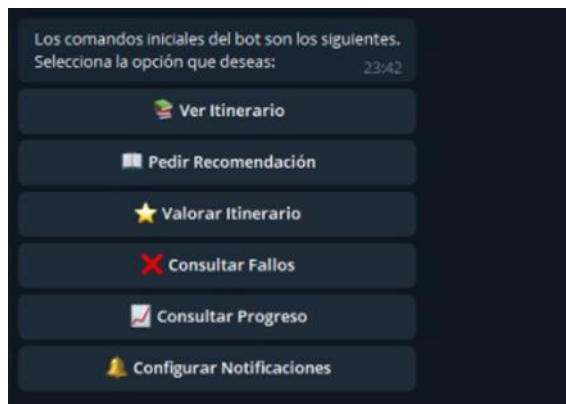 Los comandos iniciales del bot son los siguientes.
Selecciona la opción que deseas:
23:42
Ver Itinerario
Pedir Recomendación
Valorar Itinerario
Consultar Fallos
Consultar Progreso
Configurar Notificaciones